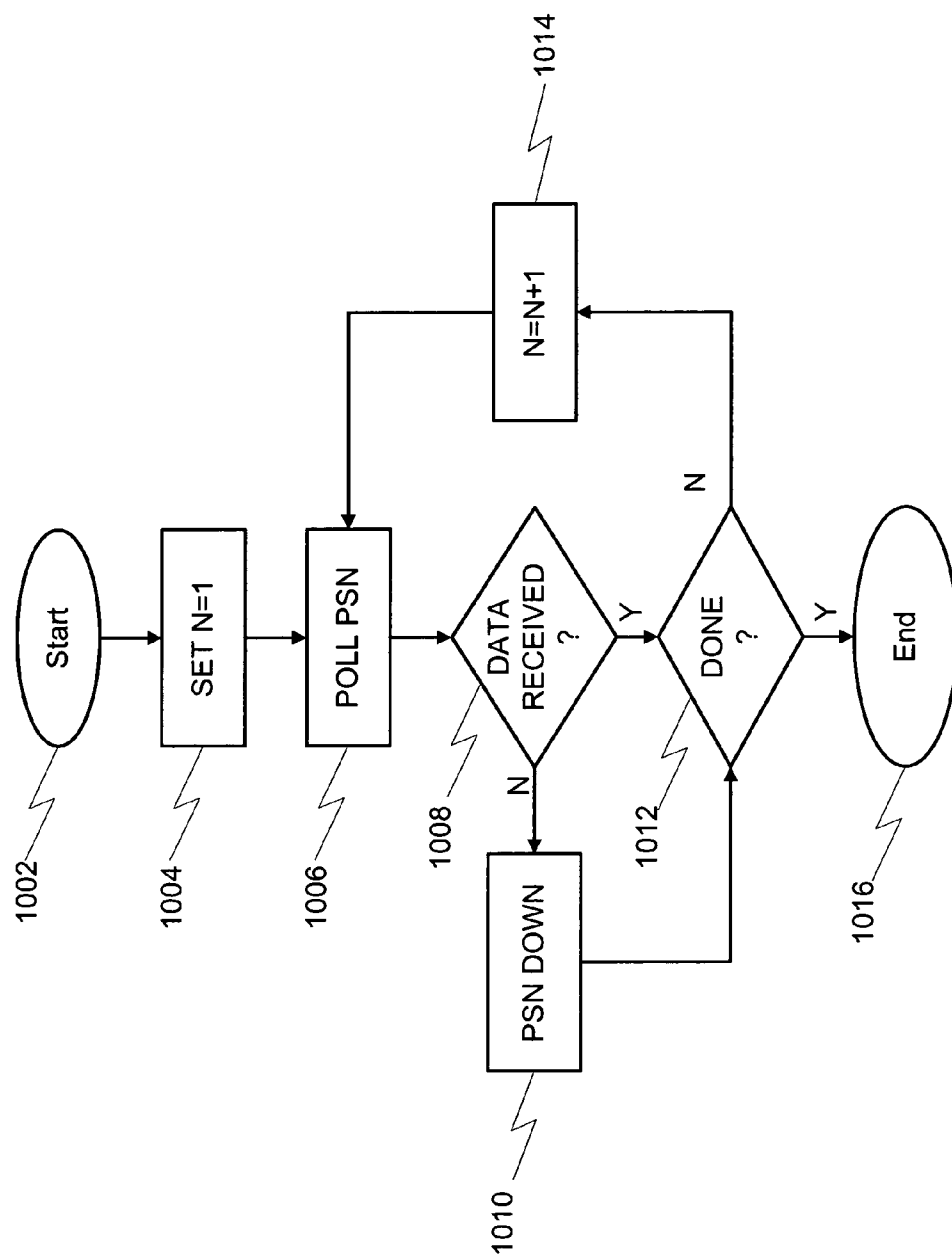 Start
1002
SET N=1
1004
POLL PSN
1006
DATA
RECEIVED
?
1008
N
Y
PSN DOWN
1010
DONE
?
1012
N
Y
N=N+1
1014
End
1016